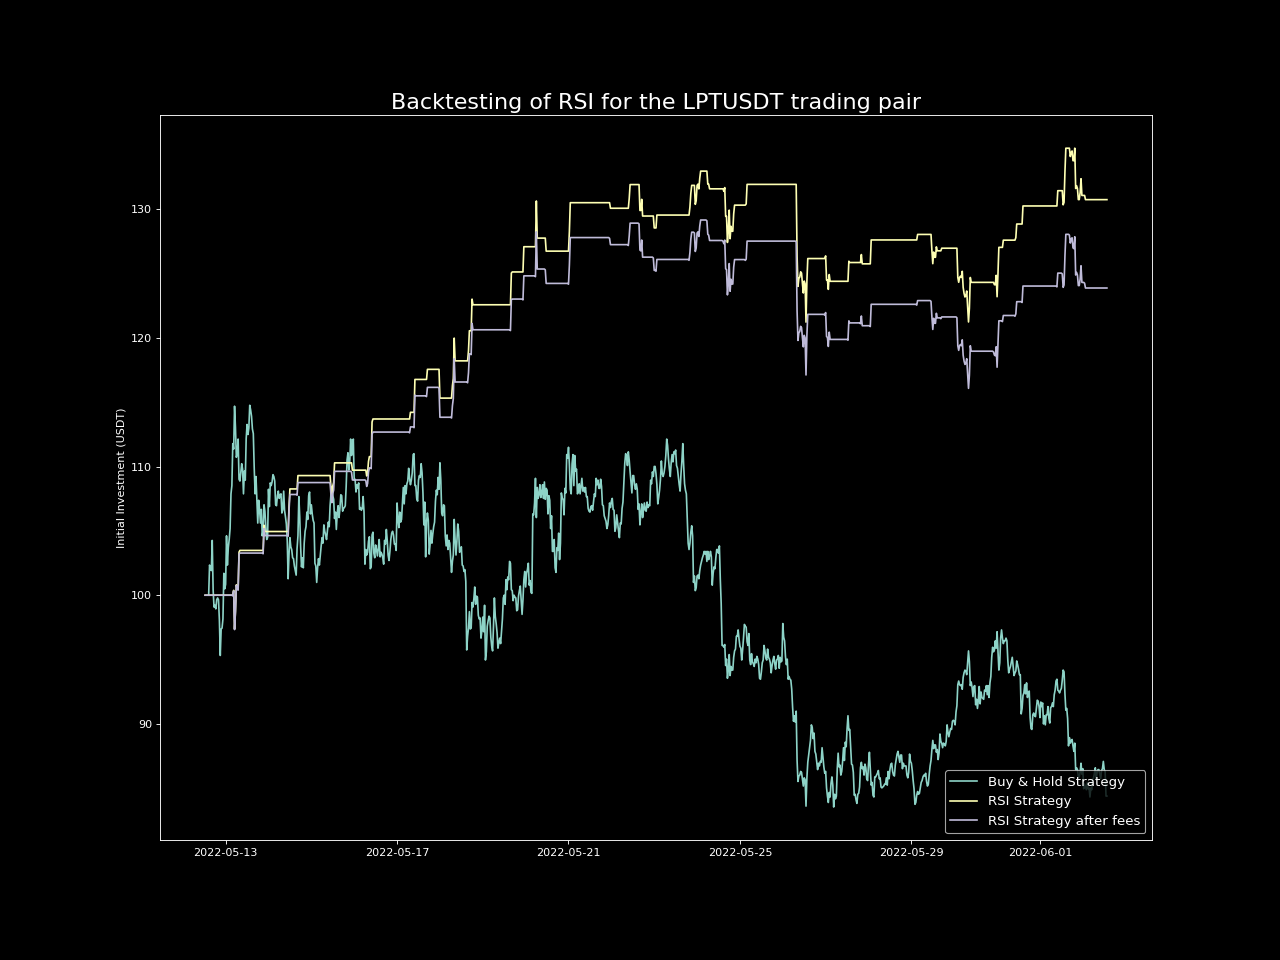 Backtesting of RSI for the LPTUSDT trading pair
Initial Investment (USDT)
130
120
110
100
90
2022-05-13
2022-05-17
2022-05-21
2022-05-25
2022-05-29
2022-06-01
Buy & Hold Strategy
RSI Strategy
RSI Strategy after fees